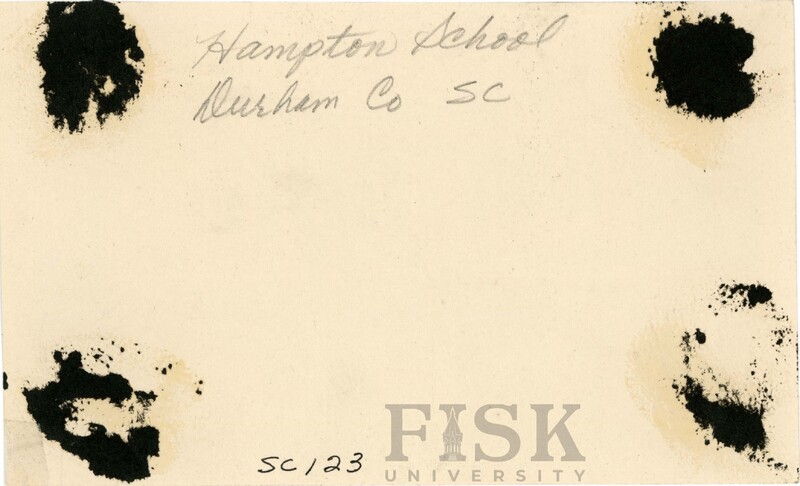 Hampton School
Durham Co SC
SC123
FISK
UNIVERSITY